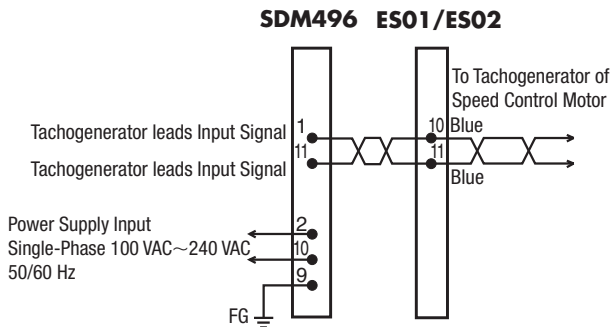 SDM496 ES01/ES02
To Tachogenerator of
Speed Control Motor
Tachogenerator leads Input Signal 1 10 Blue
Tachogenerator leads Input Signal 11 11 Blue
Power Supply Input 2
Single-Phase 100 VAC~240 VAC 10
50/60 Hz 9
FG